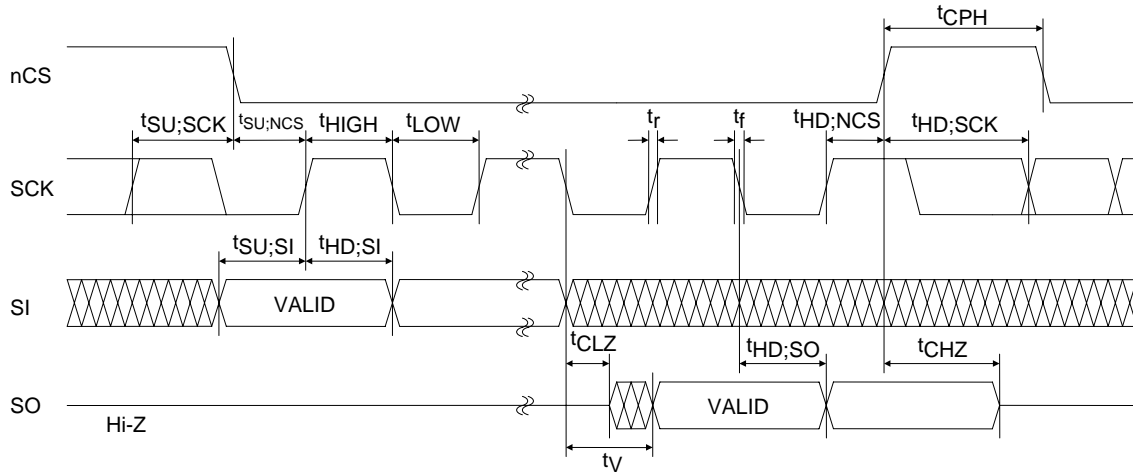 tCPH
nCS
tSU;SCK tSU;NCS tHIGH tLOW tr tf tHD;NCS tHD;SCK
SCK
tSU;SI tHD;SI
SI VALID
tCLZ tHD;SO tCHZ
SO VALID
Hi-Z
tV